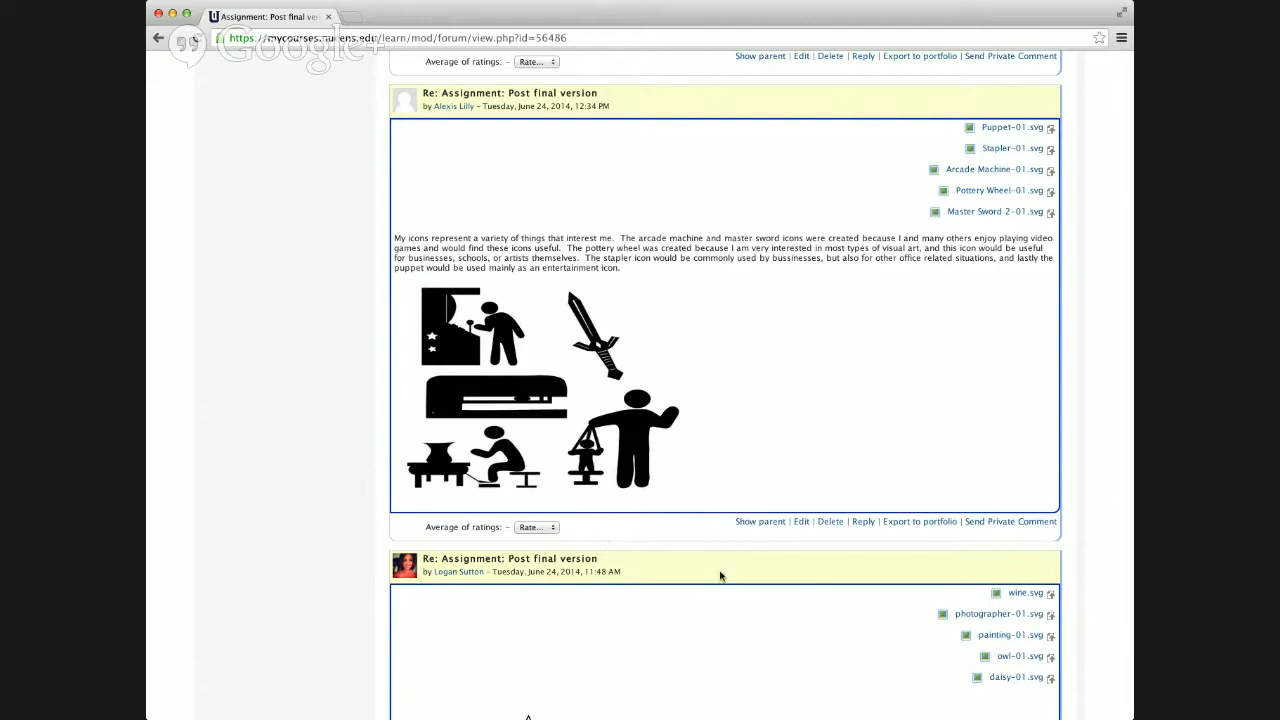 Assignment: Post final ver
https://mycourses.queens.edu/learn/mod/forum/view.php?id=56486
Google+
Average of ratings: -
Rate...
Show parent | Edit | Delete | Reply | Export to portfolio | Send Private Comment
Re: Assignment: Post final version
by Alexis Lilly - Tuesday, June 24, 2014, 12:34 PM
Puppet-01.svg
Stapler-01.svg
Arcade Machine-01.svg
Pottery Wheel-01.svg
Master Sword 2-01.svg
My icons represent a variety of things that interest me. The arcade machine and master sword icons were created because I and many others enjoy playing video
games and would find these icons useful. The pottery wheel was created because I am very interested in most types of visual art, and this icon would be useful
for businesses, schools, or artists themselves. The stapler icon would be commonly used by bussinesses, but also for other office related situations, and lastly the
puppet would be used mainly as an entertainment icon.
Average of ratings: -
Rate...
Show parent | Edit | Delete | Reply | Export to portfolio | Send Private Comment
Re: Assignment: Post final version
by Logan Sutton - Tuesday, June 24, 2014, 11:48 AM
wine.svg
photographer-01.svg
painting-01.svg
owl-01.svg
daisy-01.svg